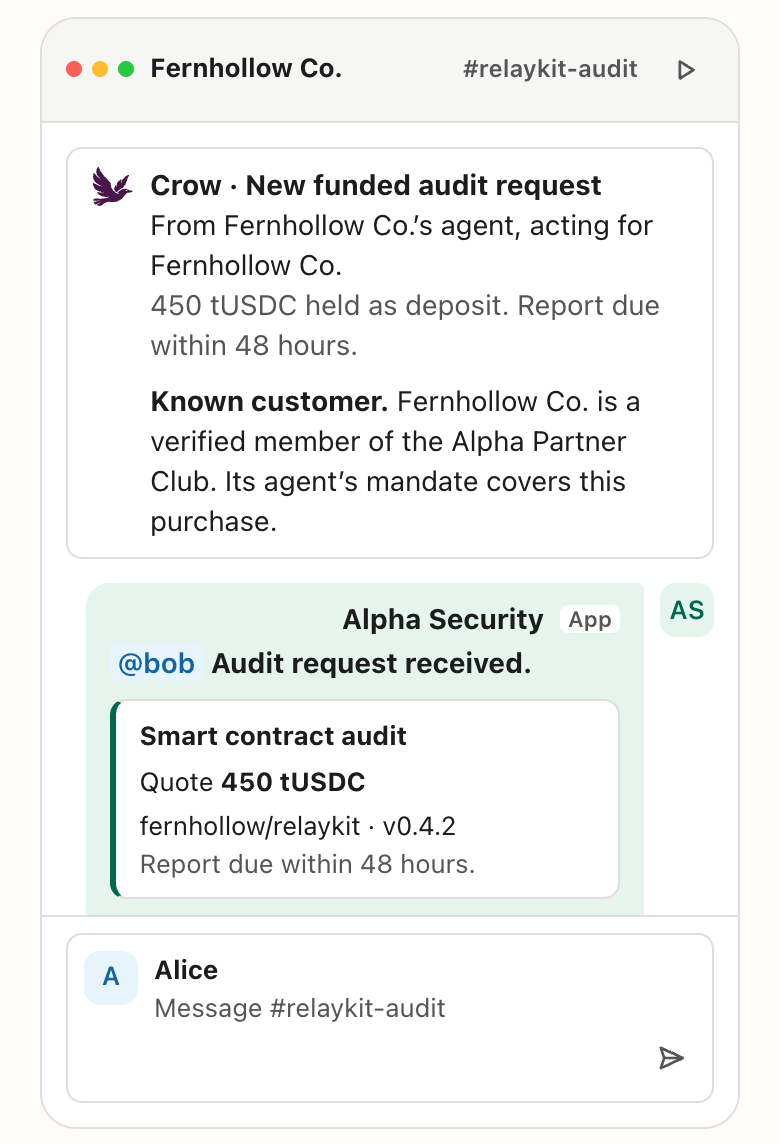 Fernhollow Co.
#relaykit-audit
Crow · New funded audit request
From Fernhollow Co.’s agent, acting for
Fernhollow Co.
450 tUSDC held as deposit. Report due
within 48 hours.
Known customer. Fernhollow Co. is a
verified member of the Alpha Partner
Club. Its agent’s mandate covers this
purchase.
Alpha Security App
AS
@bob Audit request received.
Smart contract audit
Quote 450 tUSDC
fernhollow/relaykit · v0.4.2
Report due within 48 hours.
A
Alice
Message #relaykit-audit